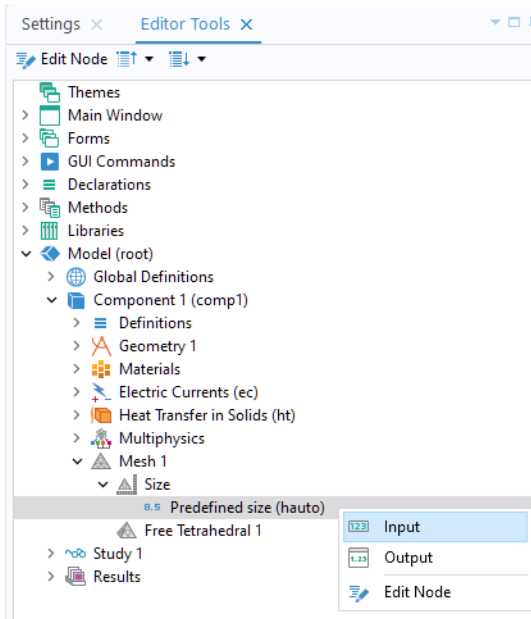 Settings Editor Tools
Edit Node
Themes
Main Window
Forms
GUI Commands
Declarations
Methods
Libraries
Model (root)
Global Definitions
Component 1 (comp1)
Definitions
Geometry 1
Materials
Electric Currents (ec)
Heat Transfer in Solids (ht)
Multiphysics
Mesh 1
Size
8.5 Predefined size (hauto)
123 Input
Free Tetrahedral 1
1.23 Output
Study 1
Results
Edit Node